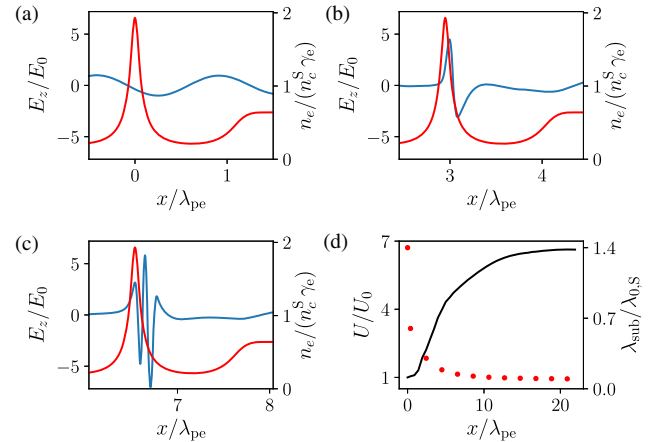 (a)
5
0
−5
E_z/E_0
2
1
0
n_e/(n_c^S γ_e)
0
1
x/λ_pe
(b)
5
0
−5
E_z/E_0
2
1
0
n_e/(n_c^S γ_e)
3
4
x/λ_pe
(c)
5
0
−5
E_z/E_0
2
1
0
n_e/(n_c^S γ_e)
7
8
x/λ_pe
(d)
7
4
1
U/U_0
1.4
0.7
0.0
λ_sub/λ_0,S
0
10
20
x/λ_pe